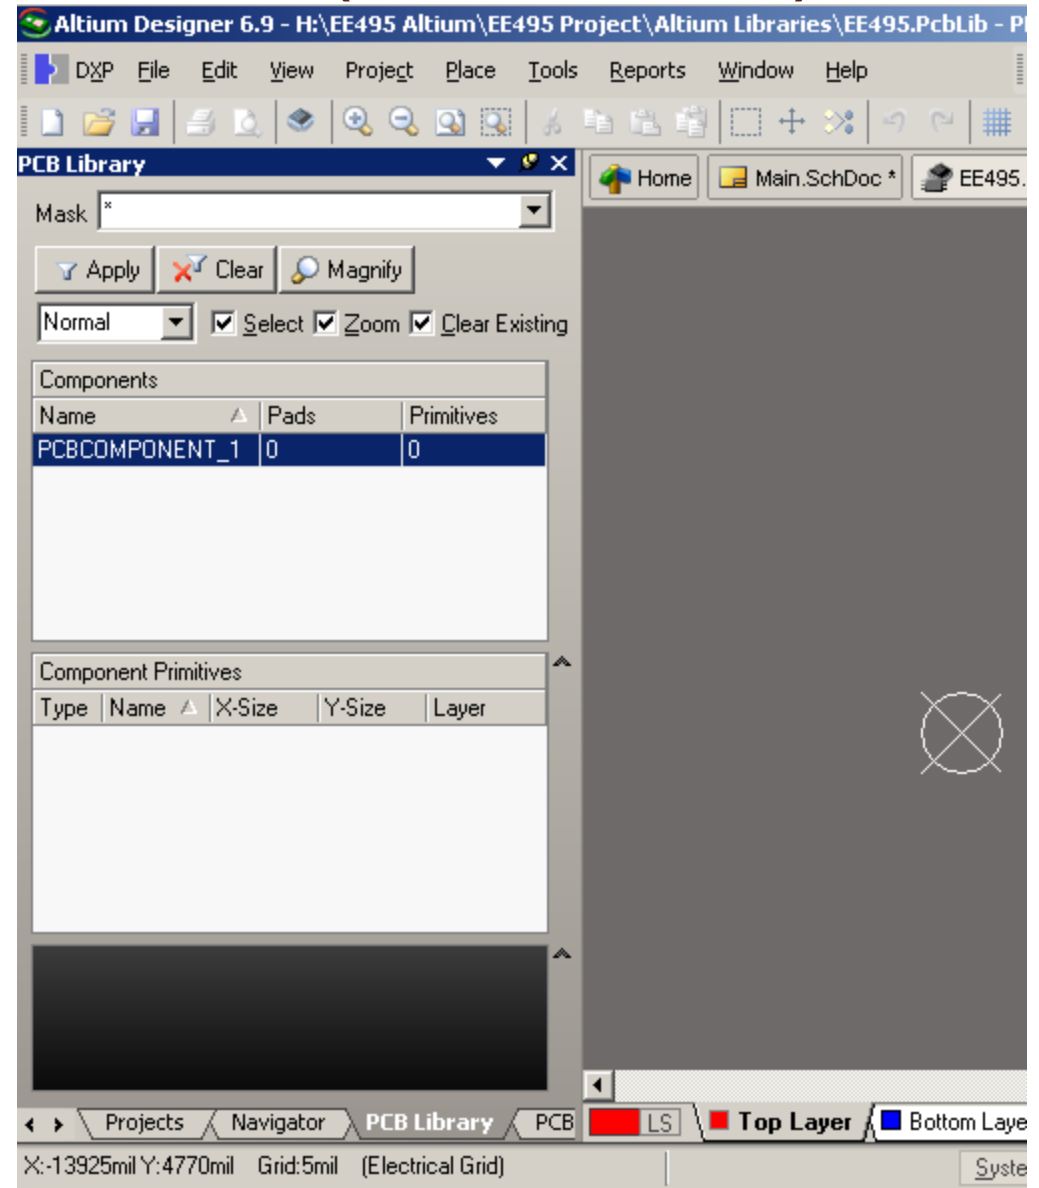 Altium Designer 6.9 - H:\EE495 Altium\EE495 Project\Altium Libraries\EE495.PcbLib - P
DXP File Edit View Project Place Tools Reports Window Help
PCB Library
Home Main.SchDoc * EE495.
Mask *
Apply Clear Magnify
Normal Select Zoom Clear Existing
Components
Name Pads Primitives
PCBCOMPONENT_1 0 0
Component Primitives
Type Name X-Size Y-Size Layer
Projects Navigator PCB Library PCB LS Top Layer Bottom Laye
X:-13925mil Y:4770mil Grid:5mil (Electrical Grid) Syste